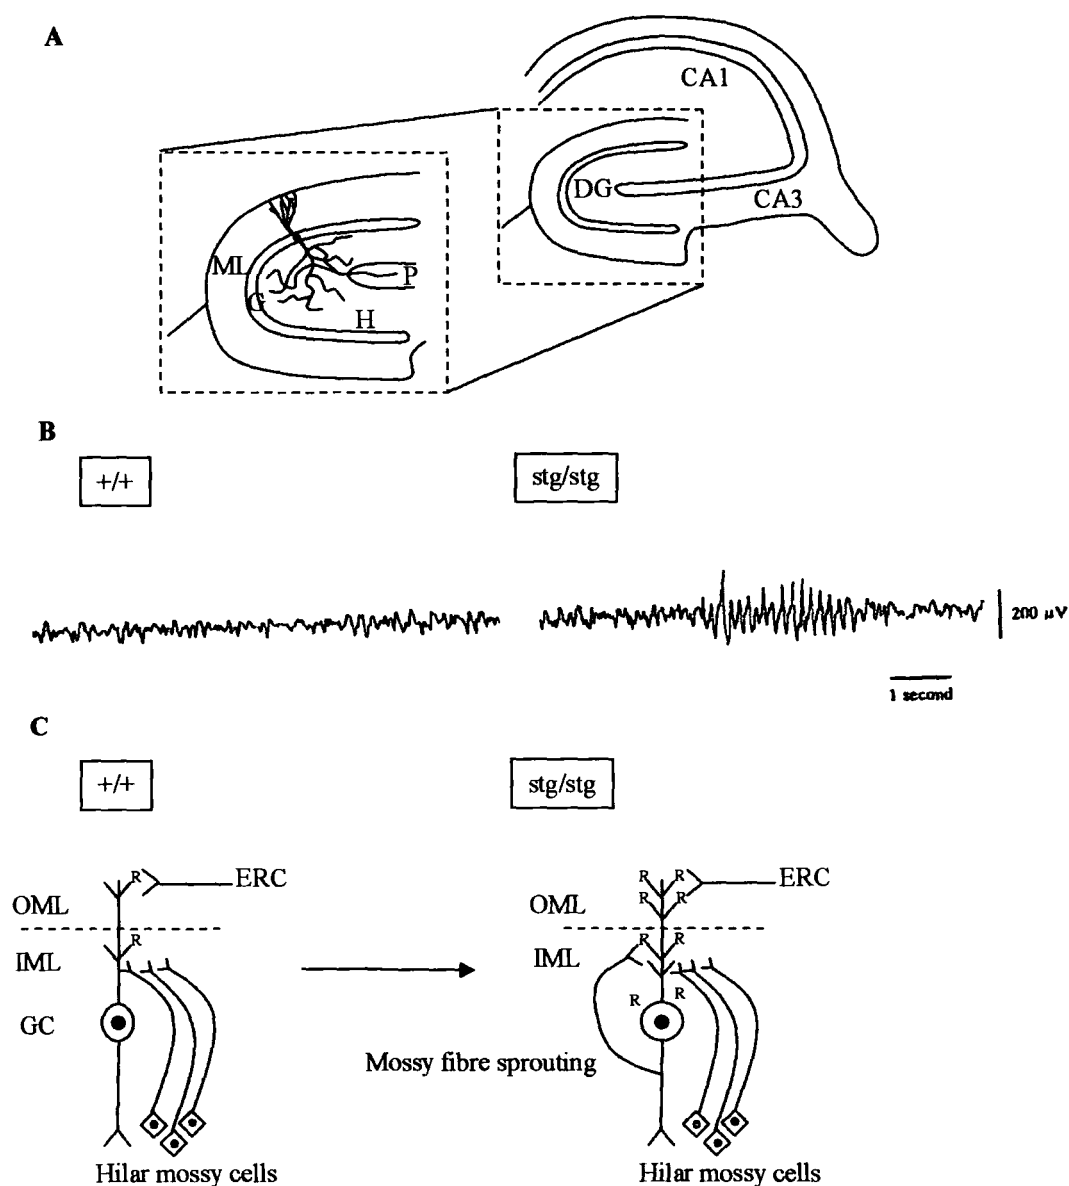 A
CA1
DG
CA3
ML
P
G
H
B
+/+
stg/stg
200 μV
1 second
C
+/+
stg/stg
R
ERC
R R
ERC
OML
R R
OML
R
R R
IML
IML
R R
GC
Mossy fibre sprouting
Hilar mossy cells
Hilar mossy cells